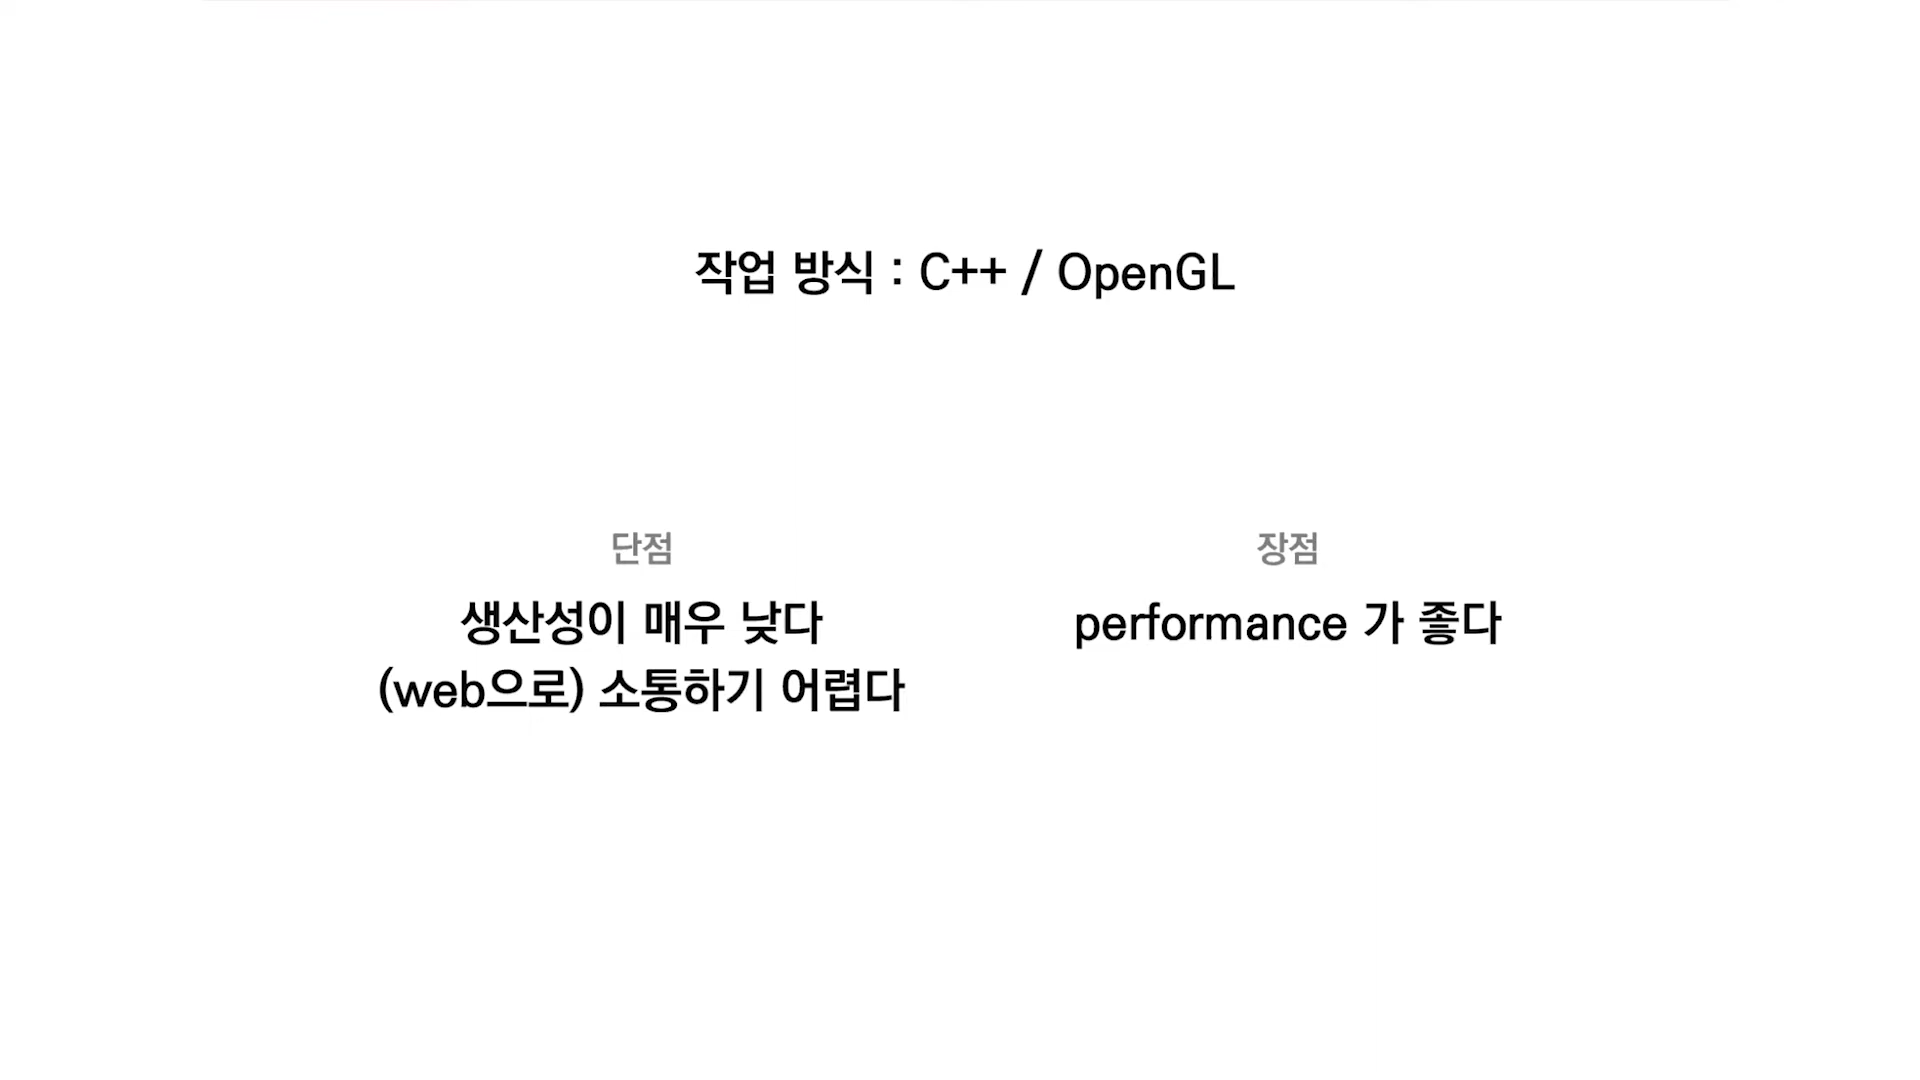 작업 방식 : C++ / OpenGL
단점
생산성이 매우 낮다
(web으로) 소통하기 어렵다
장점
performance 가 좋다